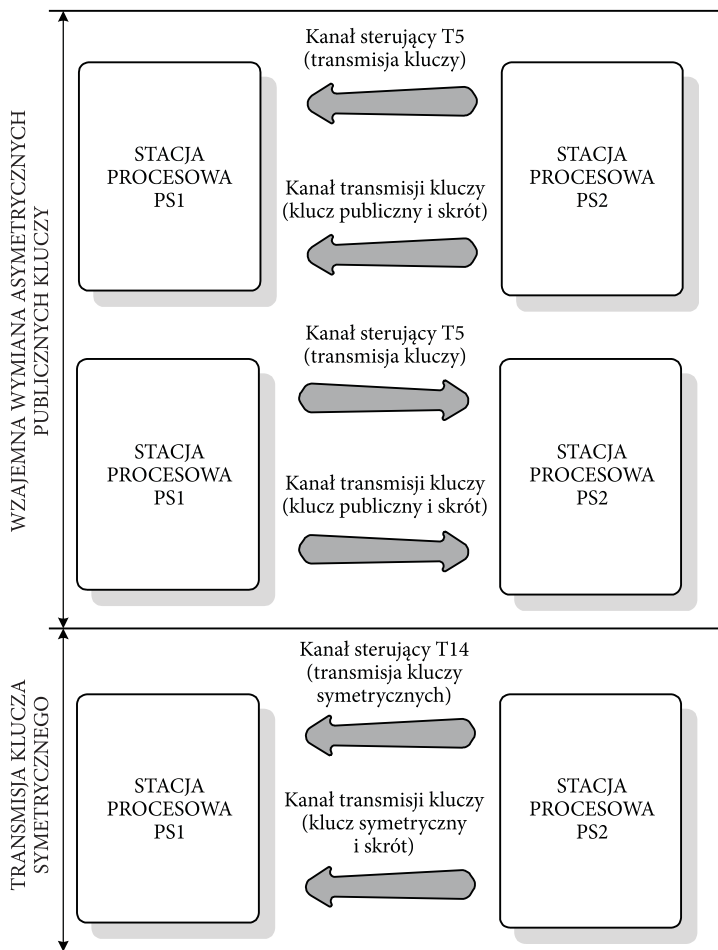 WZAJEMNA WYMIANA ASYMETRYCZNYCH
PUBLICZNYCH KLUCZY
Kanał sterujący T5
(transmisja kluczy)
STACJA
PROCESOWA
PS1
Kanał transmisji kluczy
(klucz publiczny i skrót)
STACJA
PROCESOWA
PS2
Kanał sterujący T5
(transmisja kluczy)
STACJA
PROCESOWA
PS1
Kanał transmisji kluczy
(klucz publiczny i skrót)
STACJA
PROCESOWA
PS2
TRANSMISJA KLUCZA
SYMETRYCZNEGO
Kanał sterujący T14
(transmisja kluczy
symetrycznych)
STACJA
PROCESOWA
PS1
Kanał transmisji kluczy
(klucz symetryczny
i skrót)
STACJA
PROCESOWA
PS2